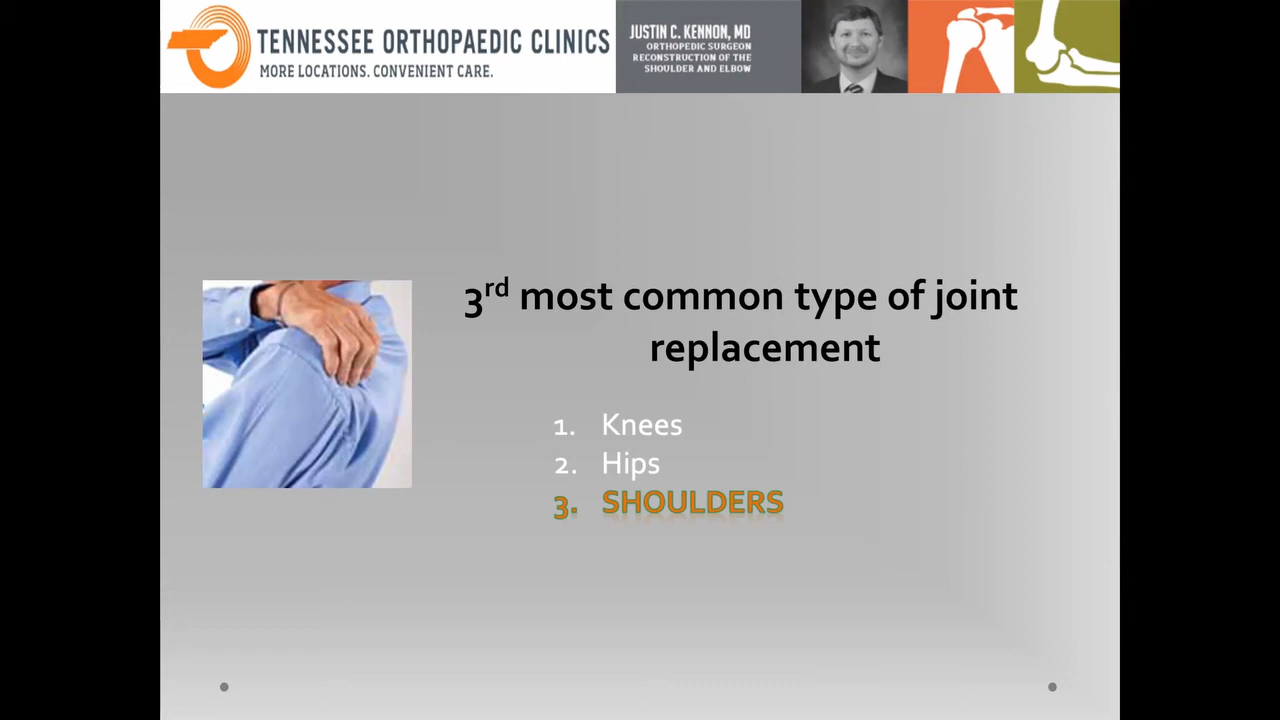 TENNESSEE ORTHOPAEDIC CLINICS
MORE LOCATIONS. CONVENIENT CARE.
JUSTIN C. KENNON, MD
ORTHOPEDIC SURGEON
RECONSTRUCTION OF THE
SHOULDER AND ELBOW
3rd most common type of joint
replacement
1. Knees
2. Hips
3. SHOULDERS